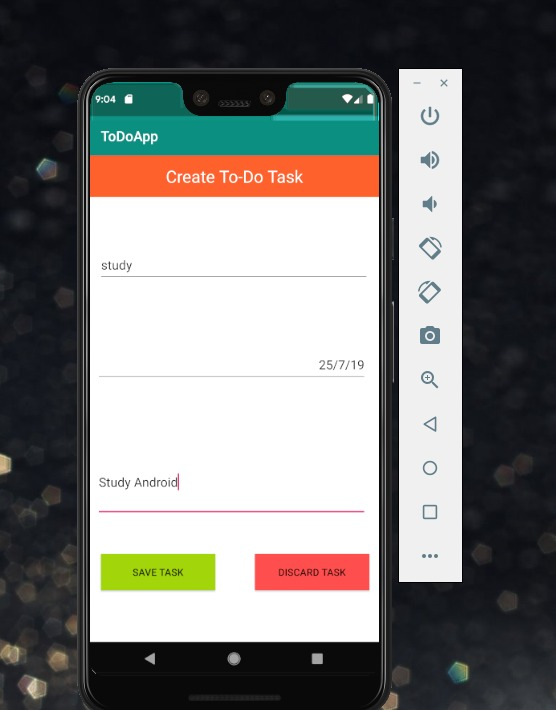 9:04
ToDoApp
Create To-Do Task
study
25/7/19
Study Android
SAVE TASK DISCARD TASK